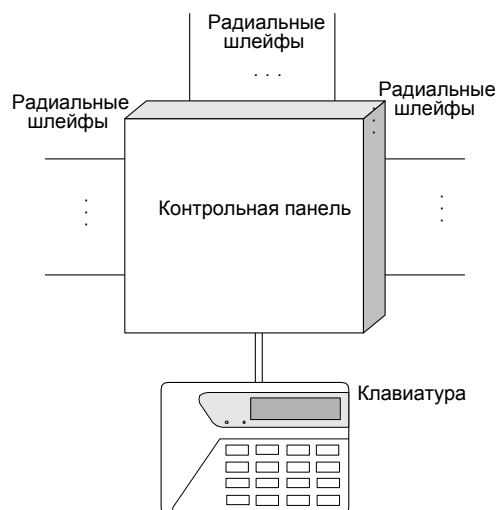 Радиальные
шлейфы
. . .
Радиальные
шлейфы
Радиальные
шлейфы
Контрольная панель
Клавиатура